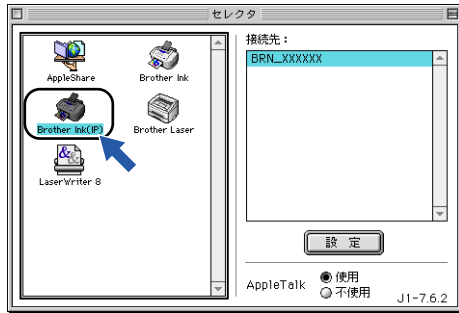 セレクタ
AppleShare
Brother Ink
Brother Ink(IP)
Brother Laser
LaserWriter 8
接続先：
BRN_XXXXXX
設 定
AppleTalk
使用
不使用
J1-7.6.2